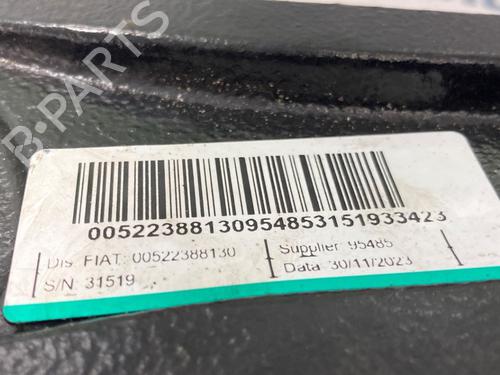 B-PARTS
00522388130954853151933423
Dis. FIAT: 00522388130
Supplier 95485
S/N 31519
Data 30/11/2023